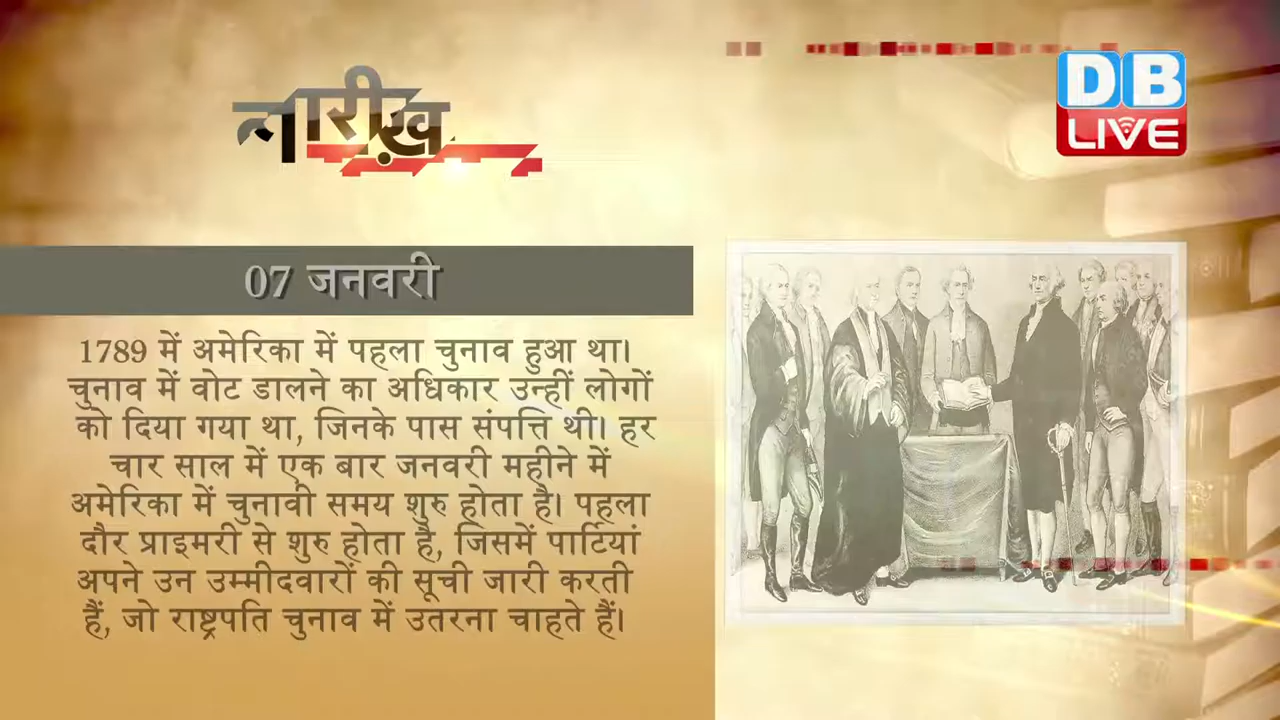 तारीख़
DB
LIVE
07 जनवरी
1789 में अमेरिका में पहला चुनाव हुआ था।
चुनाव में वोट डालने का अधिकार उन्हीं लोगों
को दिया गया था, जिनके पास संपत्ति थी। हर
चार साल में एक बार जनवरी महीने में
अमेरिका में चुनावी समय शुरु होता है। पहला
दौर प्राइमरी से शुरु होता है, जिसमें पार्टियां
अपने उन उम्मीदवारों की सूची जारी करती
हैं, जो राष्ट्रपति चुनाव में उतरना चाहते हैं।